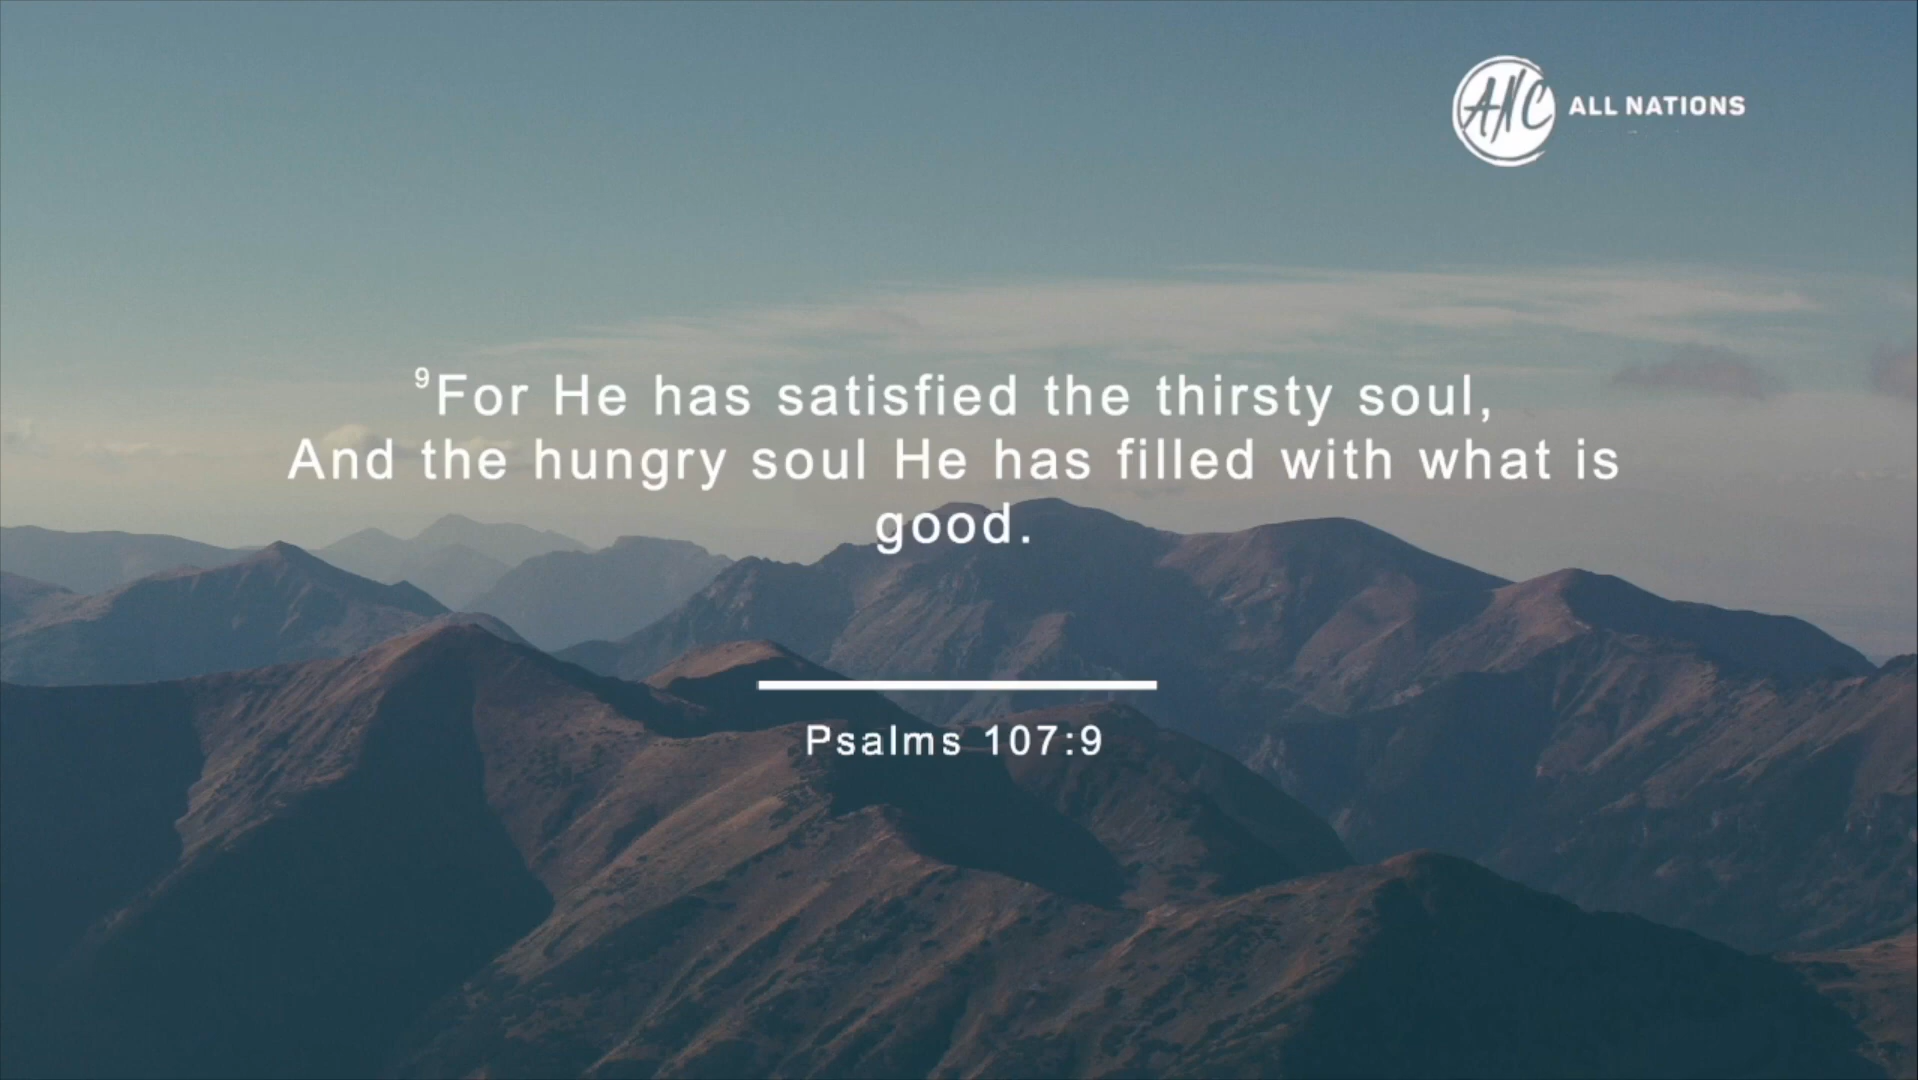 ANC ALL NATIONS
⁹For He has satisfied the thirsty soul,
And the hungry soul He has filled with what is
good.
Psalms 107:9